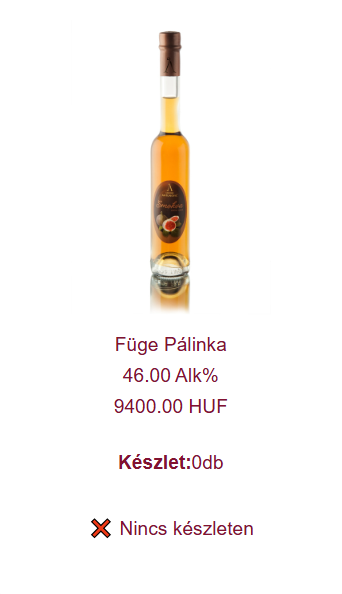 Füge Pálinka
46.00 Alk%
9400.00 HUF
Készlet:0db
Nincs készleten